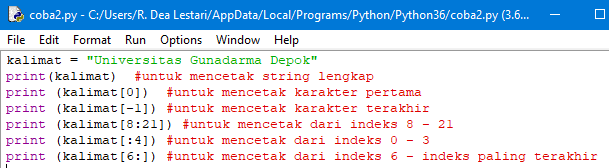 coba2.py - C:/Users/R. Dea Lestari/AppData/Local/Programs/Python/Python36/coba2.py (3.6...
File Edit Format Run Options Window Help
kalimat = "Universitas Gunadarma Depok"
print(kalimat)  #untuk mencetak string lengkap
print (kalimat[0])  #untuk mencetak karakter pertama
print (kalimat[-1]) #untuk mencetak karakter terakhir
print (kalimat[8:21]) #untuk mencetak dari indeks 8 - 21
print (kalimat[:4]) #untuk mencetak dari indeks 0 - 3
print (kalimat[6:]) #untuk mencetak dari indeks 6 - indeks paling terakhir